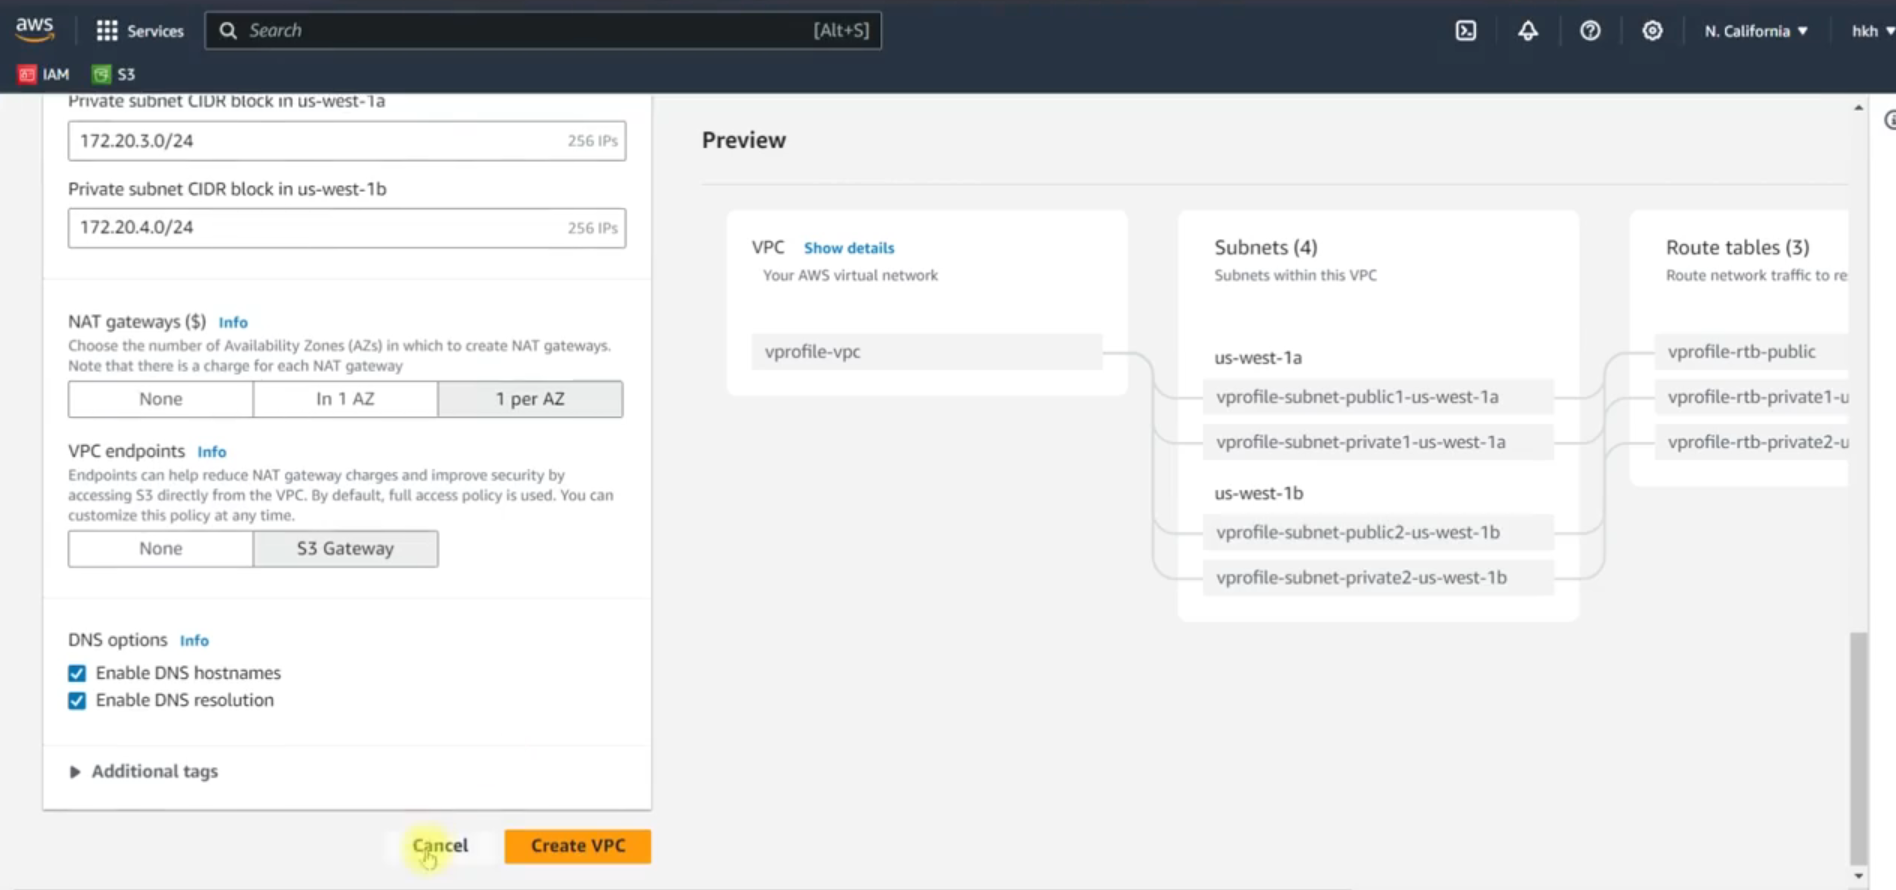 aws
Services
Search
[Alt+S]
N. California
hkh
IAM
S3
Private subnet CIDR block in us-west-1a
172.20.3.0/24
256 IPs
Private subnet CIDR block in us-west-1b
172.20.4.0/24
256 IPs
NAT gateways ($) Info
Choose the number of Availability Zones (AZs) in which to create NAT gateways.
Note that there is a charge for each NAT gateway
None
In 1 AZ
1 per AZ
VPC endpoints Info
Endpoints can help reduce NAT gateway charges and improve security by
accessing S3 directly from the VPC. By default, full access policy is used. You can
customize this policy at any time.
None
S3 Gateway
DNS options Info
Enable DNS hostnames
Enable DNS resolution
Additional tags
Cancel
Create VPC
Preview
VPC Show details
Your AWS virtual network
vprofile-vpc
Subnets (4)
Subnets within this VPC
us-west-1a
vprofile-subnet-public1-us-west-1a
vprofile-subnet-private1-us-west-1a
us-west-1b
vprofile-subnet-public2-us-west-1b
vprofile-subnet-private2-us-west-1b
Route tables (3)
Route network traffic to re
vprofile-rtb-public
vprofile-rtb-private1-u
vprofile-rtb-private2-u